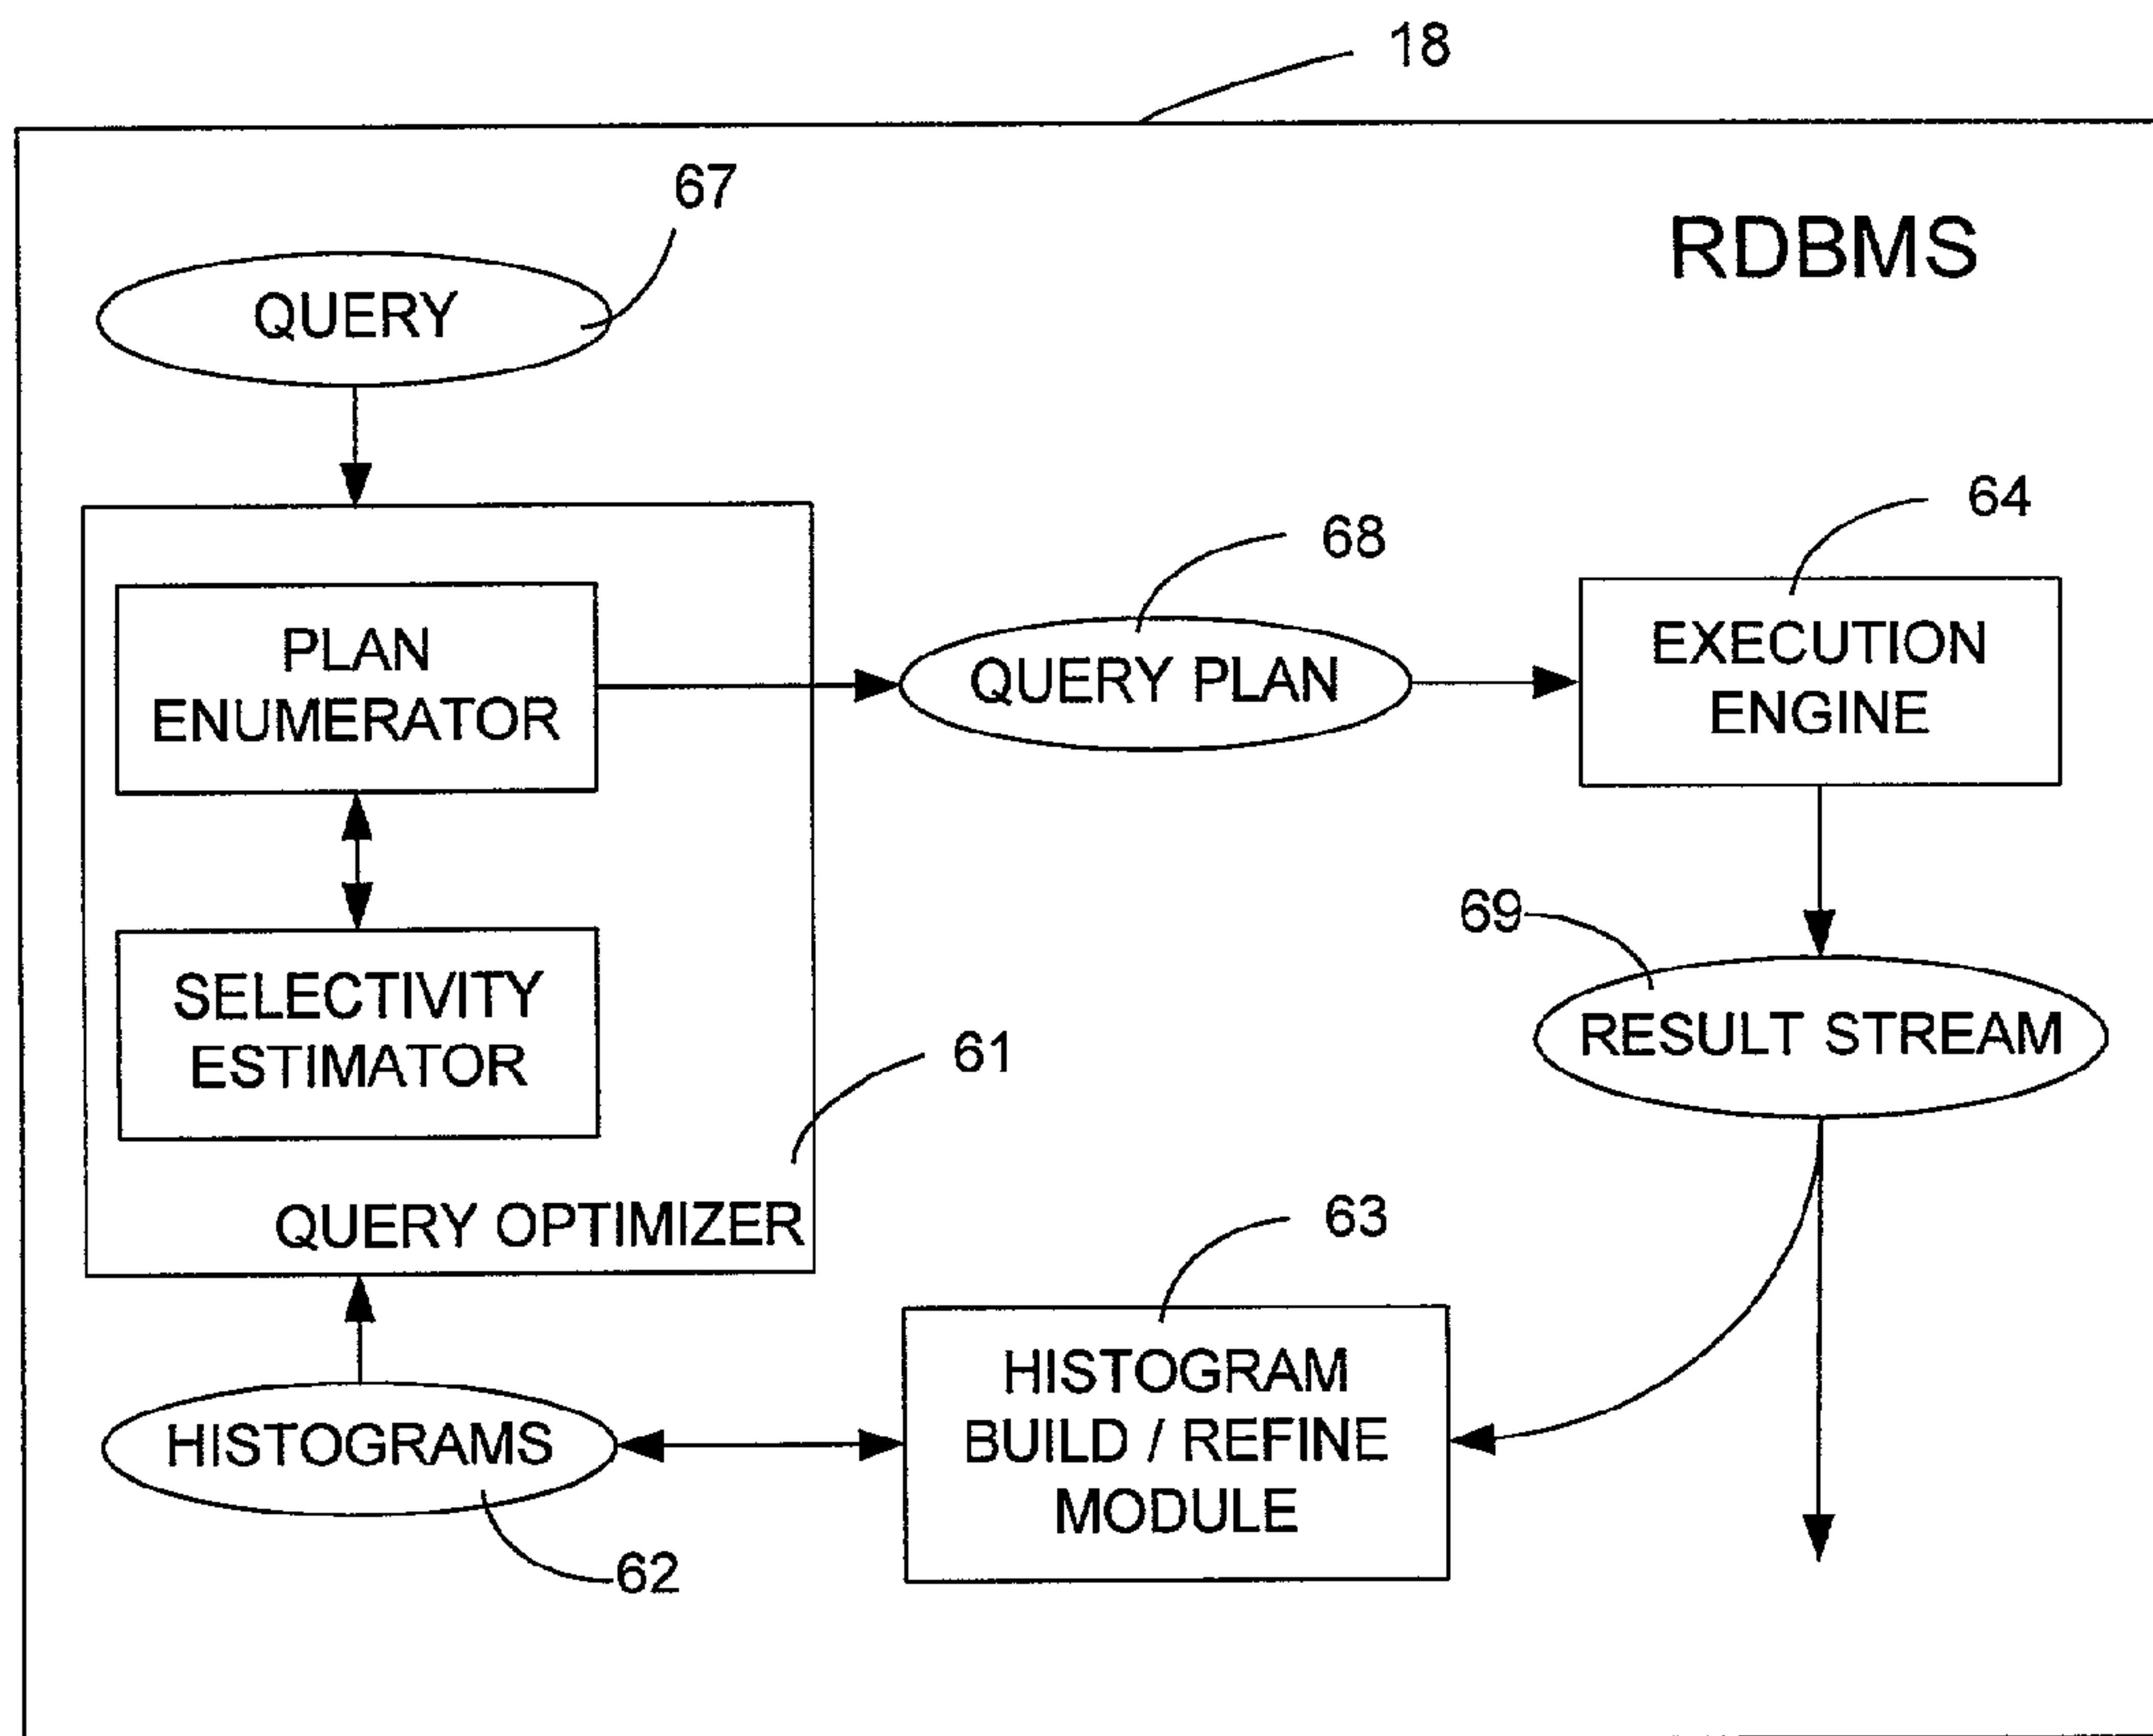 18
67
RDBMS
QUERY
64
68
PLAN
ENUMERATOR
QUERY PLAN
EXECUTION
ENGINE
69
SELECTIVITY
ESTIMATOR
61
RESULT STREAM
QUERY OPTIMIZER
63
HISTOGRAM
BUILD / REFINE
MODULE
HISTOGRAMS
62